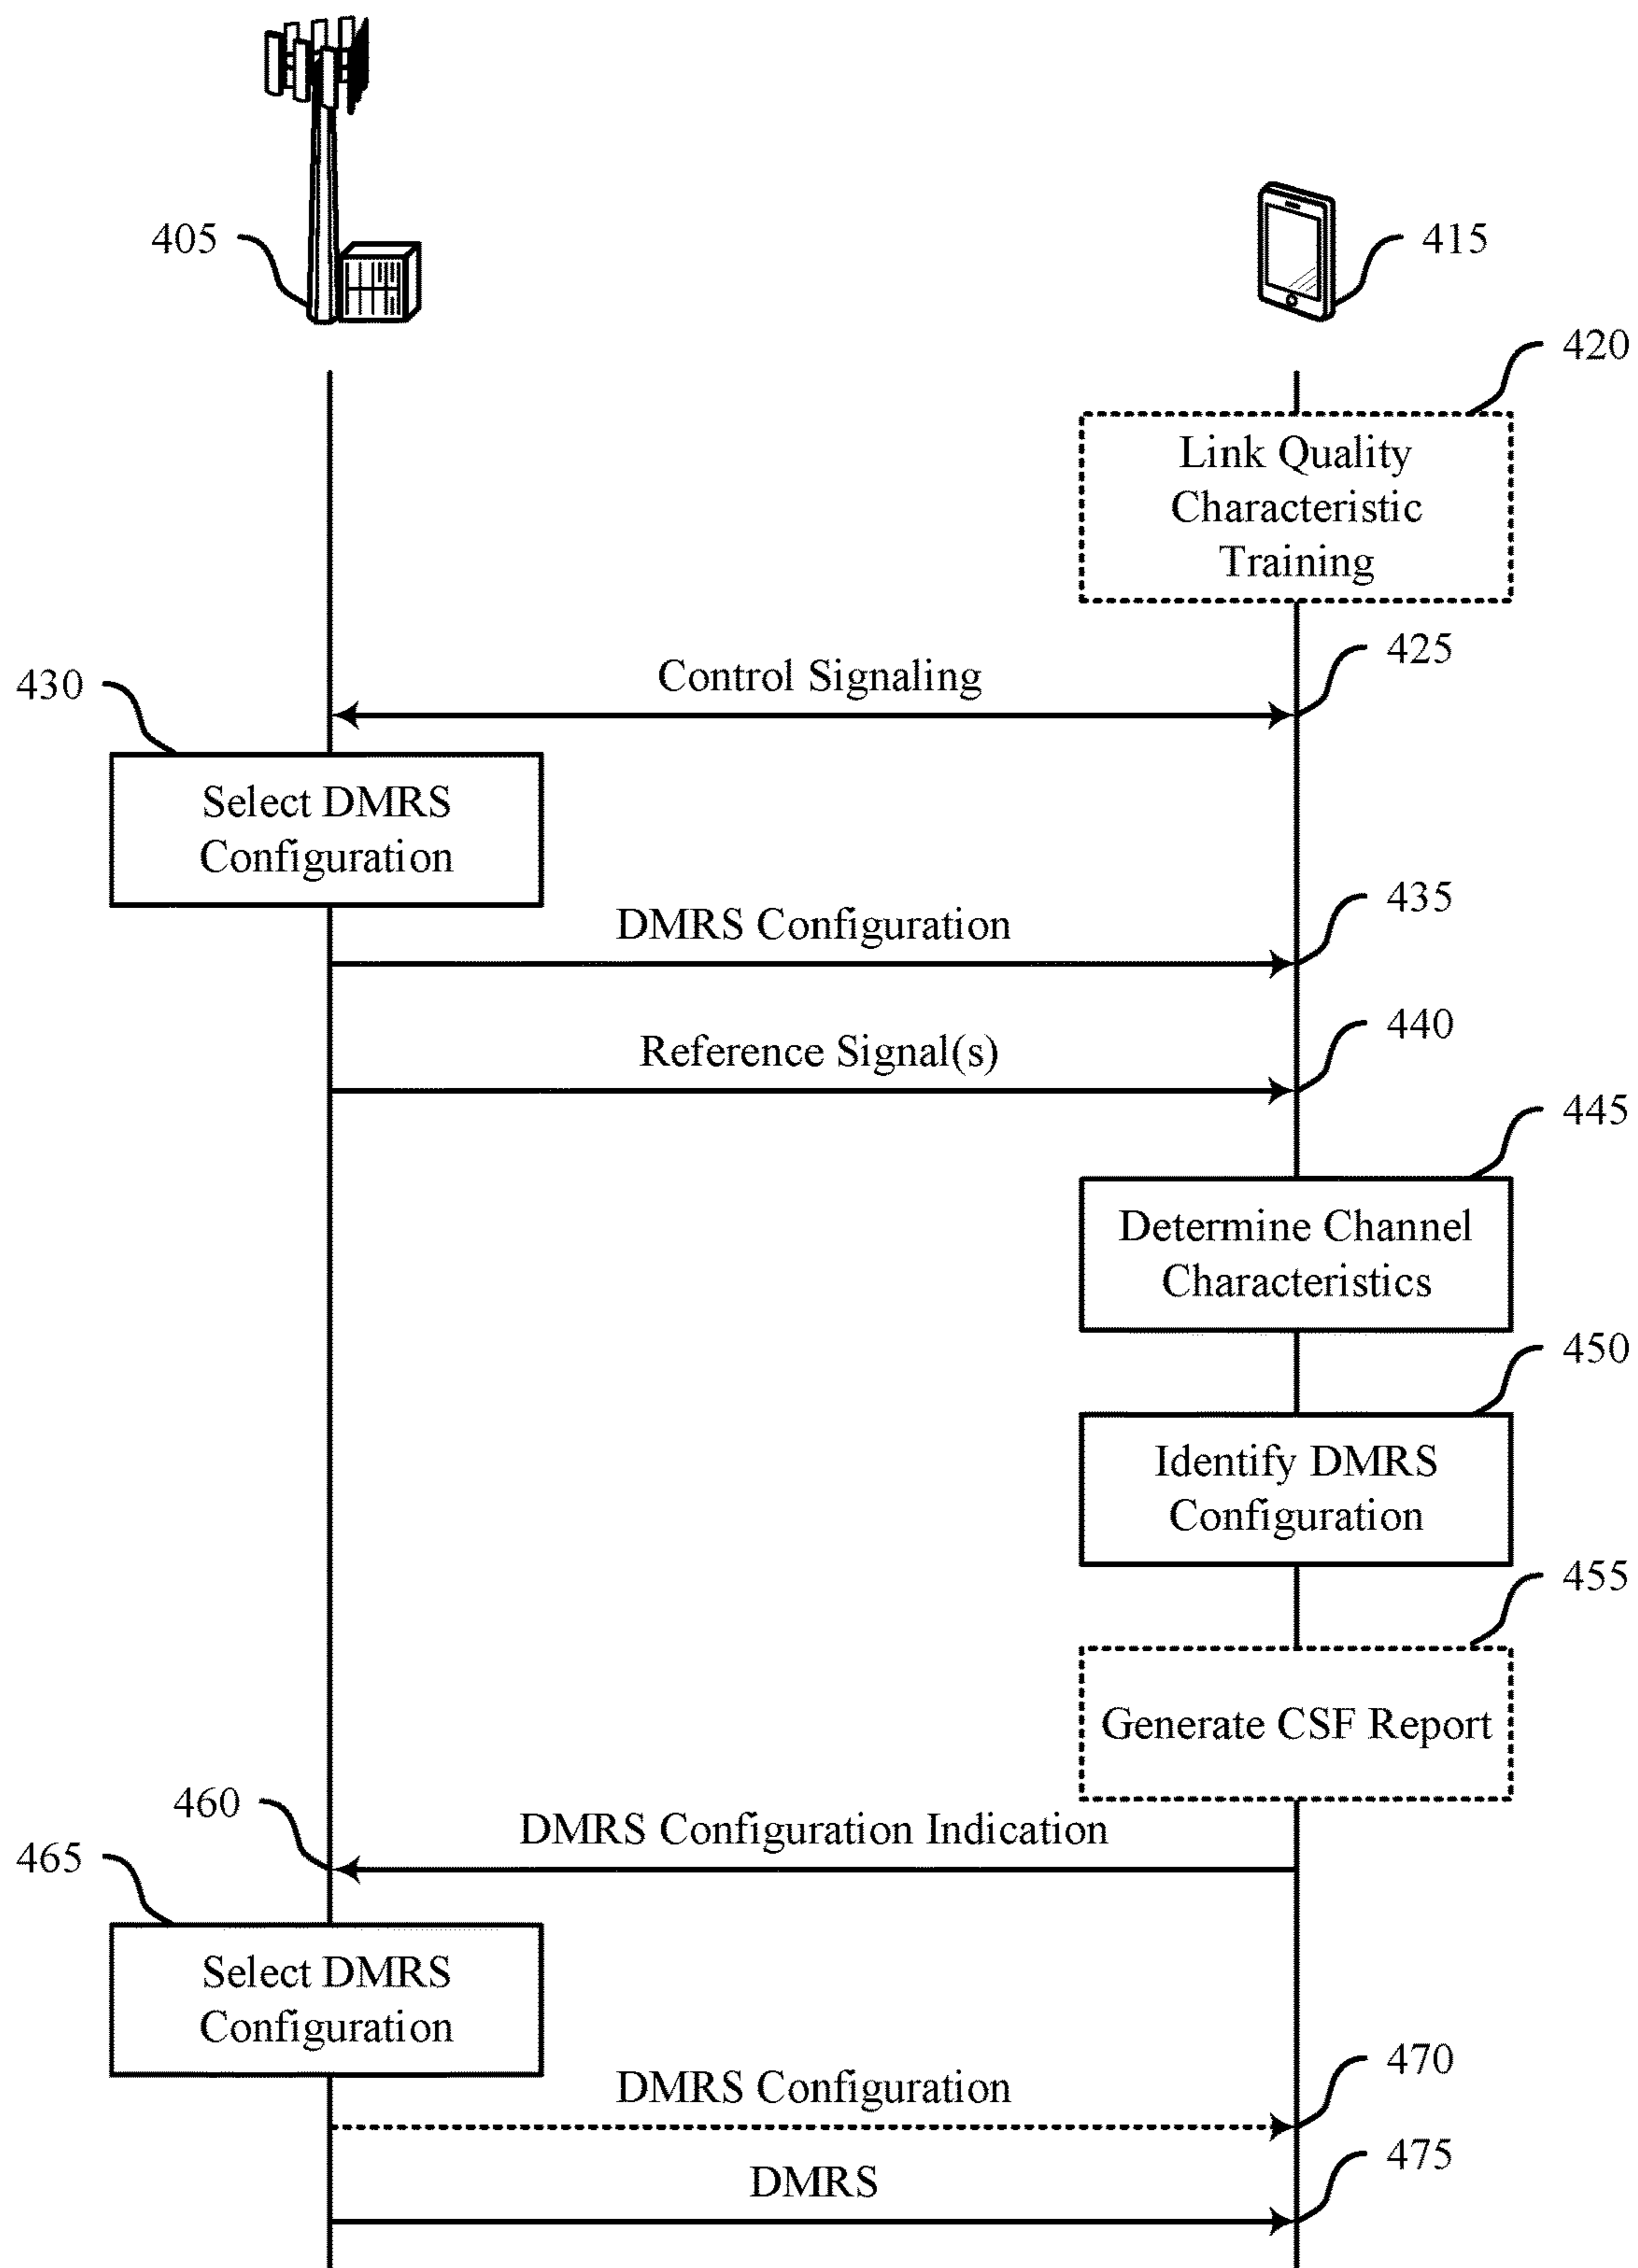 405
415
420
Link Quality
Characteristic
Training
425
Control Signaling
430
Select DMRS
Configuration
435
DMRS Configuration
440
Reference Signal(s)
445
Determine Channel
Characteristics
450
Identify DMRS
Configuration
455
Generate CSF Report
460
DMRS Configuration Indication
465
Select DMRS
Configuration
470
DMRS Configuration
475
DMRS